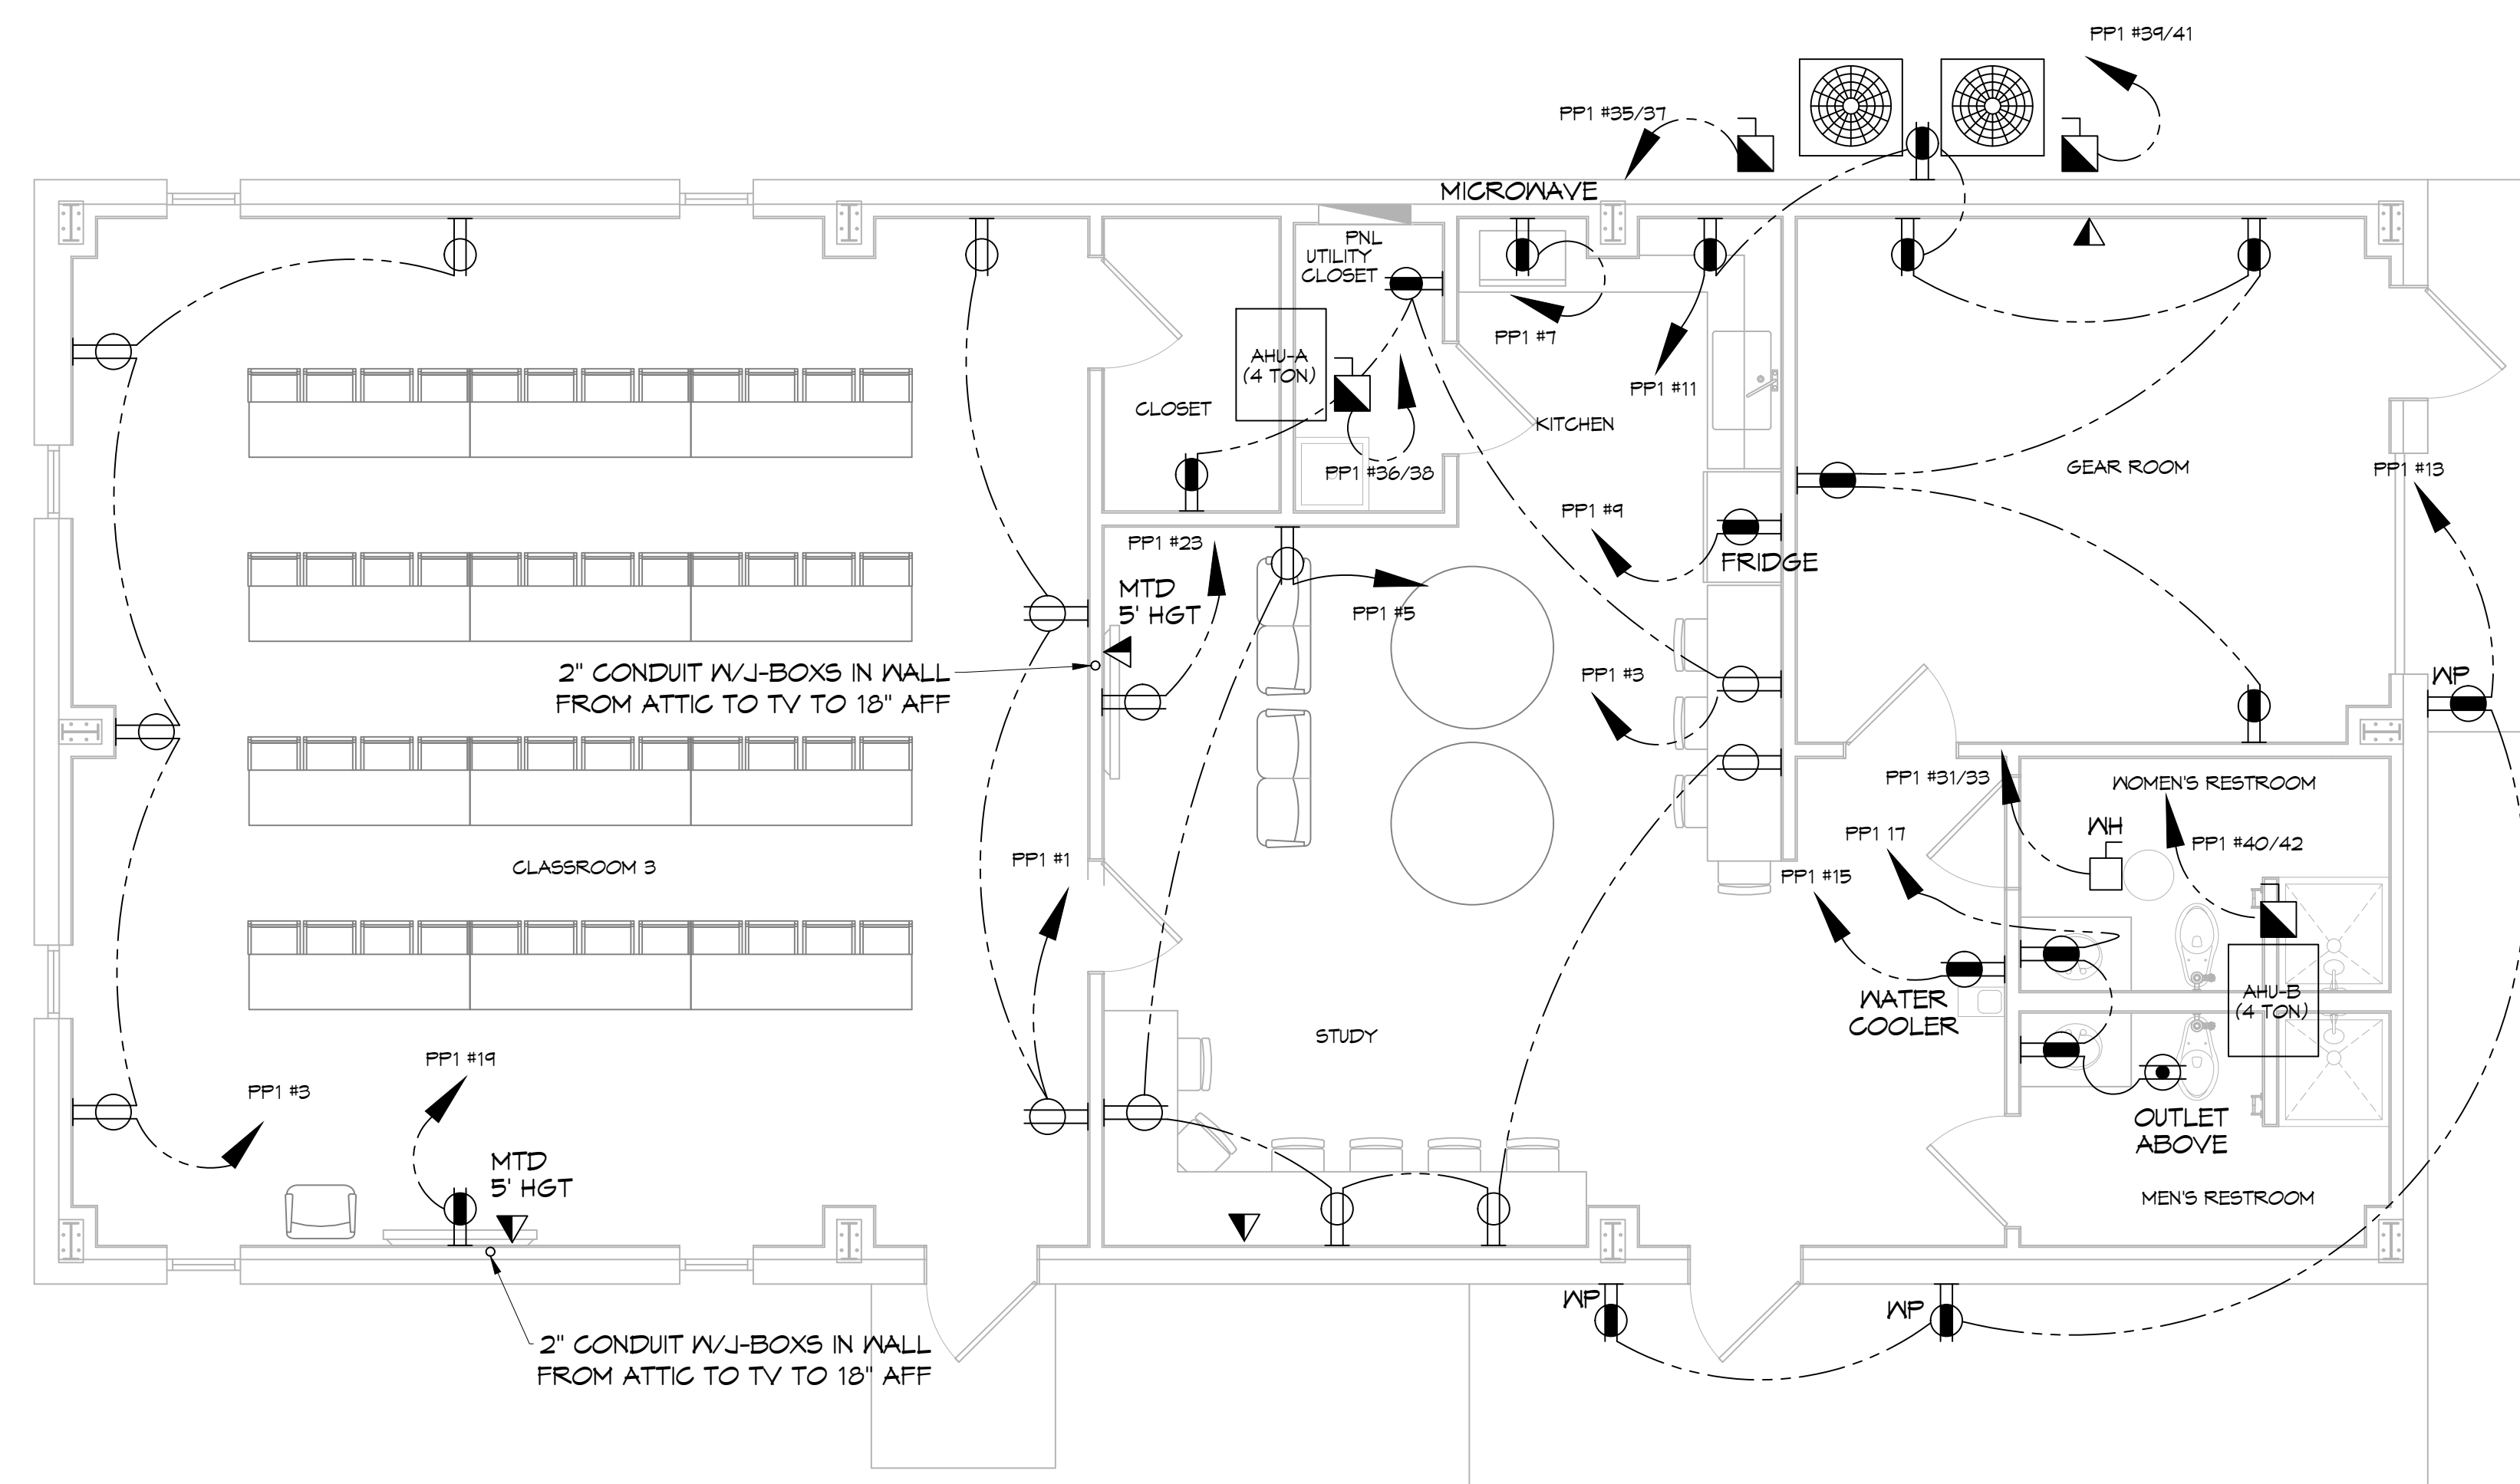 PP1 #39/41
PP1 #35/37
MICROWAVE
PNL
UTILITY
CLOSET
PP1 #7
AHU-A
(4 TON)
PP1 #11
CLOSET
KITCHEN
PP1 #36/38
GEAR ROOM
PP1 #13
PP1 #9
PP1 #23
FRIDGE
MTD
5' HGT
PP1 #5
2" CONDUIT W/J-BOXS IN WALL
FROM ATTIC TO TV TO 18" AFF
PP1 #3
WP
PP1 #31/33
WOMEN'S RESTROOM
WH
PP1 17
PP1 #40/42
PP1 #1
CLASSROOM 3
PP1 #15
WATER
COOLER
AHU-B
(4 TON)
STUDY
PP1 #19
PP1 #3
OUTLET
ABOVE
MTD
5' HGT
MEN'S RESTROOM
WP
WP
2" CONDUIT W/J-BOXS IN WALL
FROM ATTIC TO TV TO 18" AFF